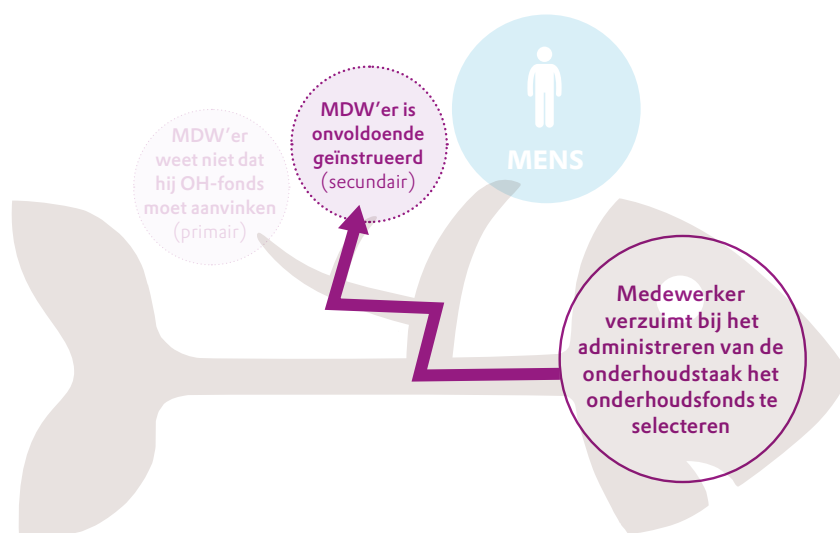 MDW'er
weet niet dat
hij OH-fonds
moet aanvinken
(primair)
MDW'er is
onvoldoende
geïnstrueerd
(secundair)
MENS
Medewerker
verzuimt bij het
administreren van de
onderhoudstaak het
onderhoudsfonds te
selecteren